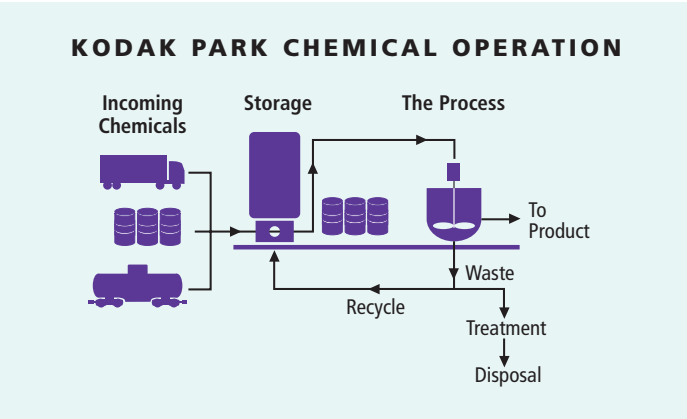 KODAK PARK CHEMICAL OPERATION
Incoming
Chemicals
Storage
The Process
To
Product
Waste
Recycle
Treatment
Disposal